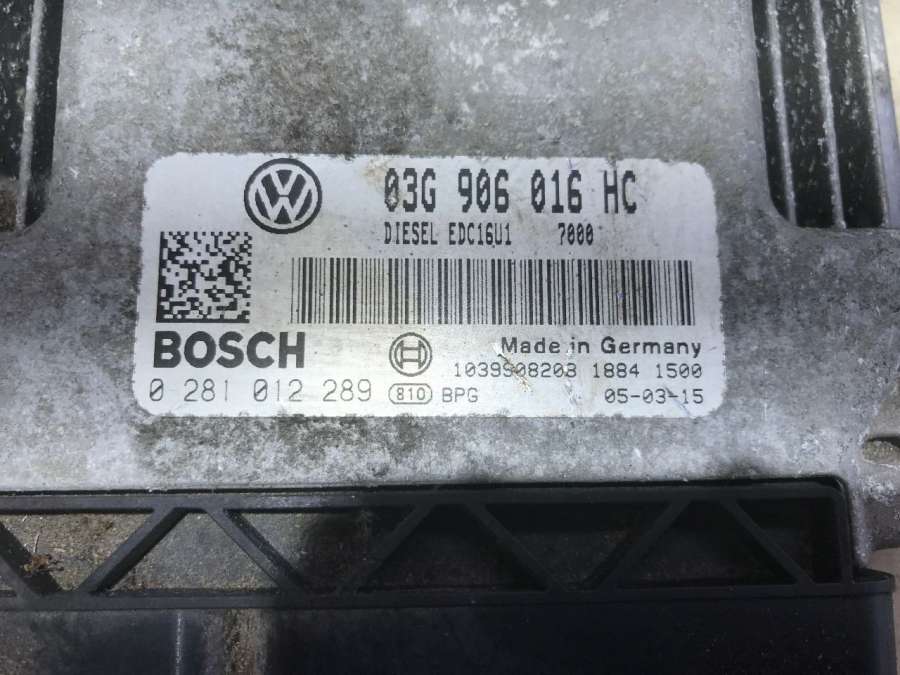 03G 906 016 HC
DIESEL EDC16U1 7000
BOSCH Made in Germany
1039S08203 1884 1500
0 281 012 289 810 BPG 05-03-15